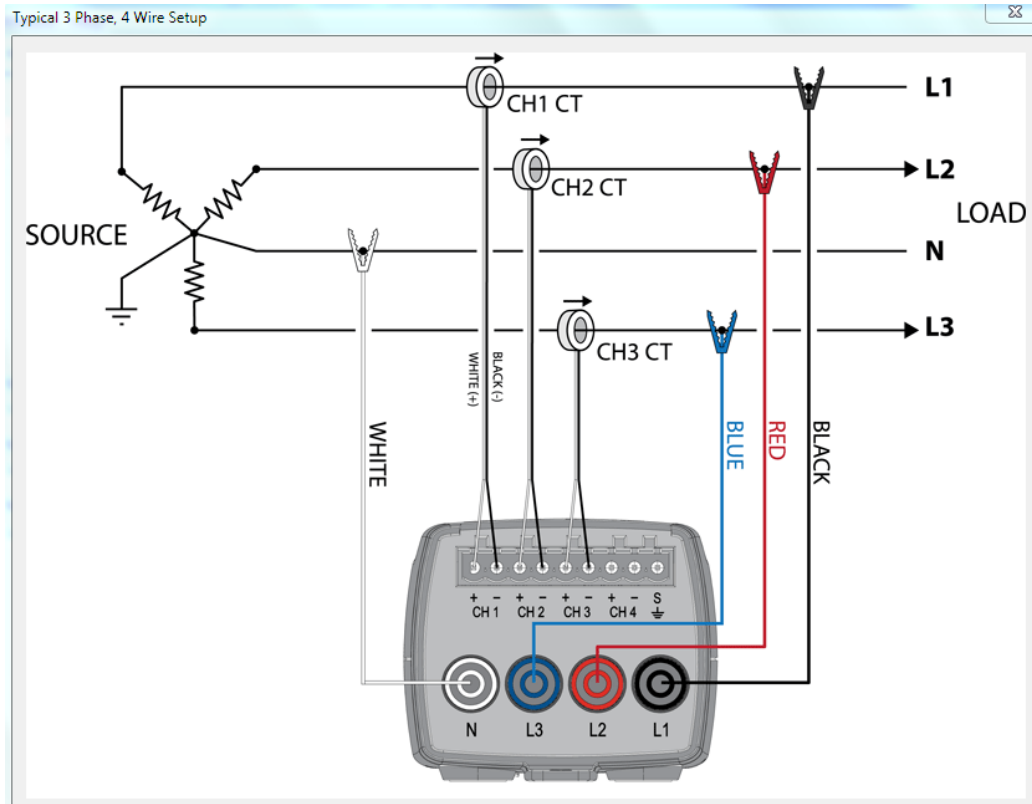 Typical 3 Phase, 4 Wire Setup
L1
CH1 CT
L2
CH2 CT
LOAD
SOURCE
N
L3
CH3 CT
WHITE (+)
BLACK (-)
WHITE
BLUE
RED
BLACK
+ − + − + − + − S
CH 1 CH 2 CH 3 CH 4
N L3 L2 L1